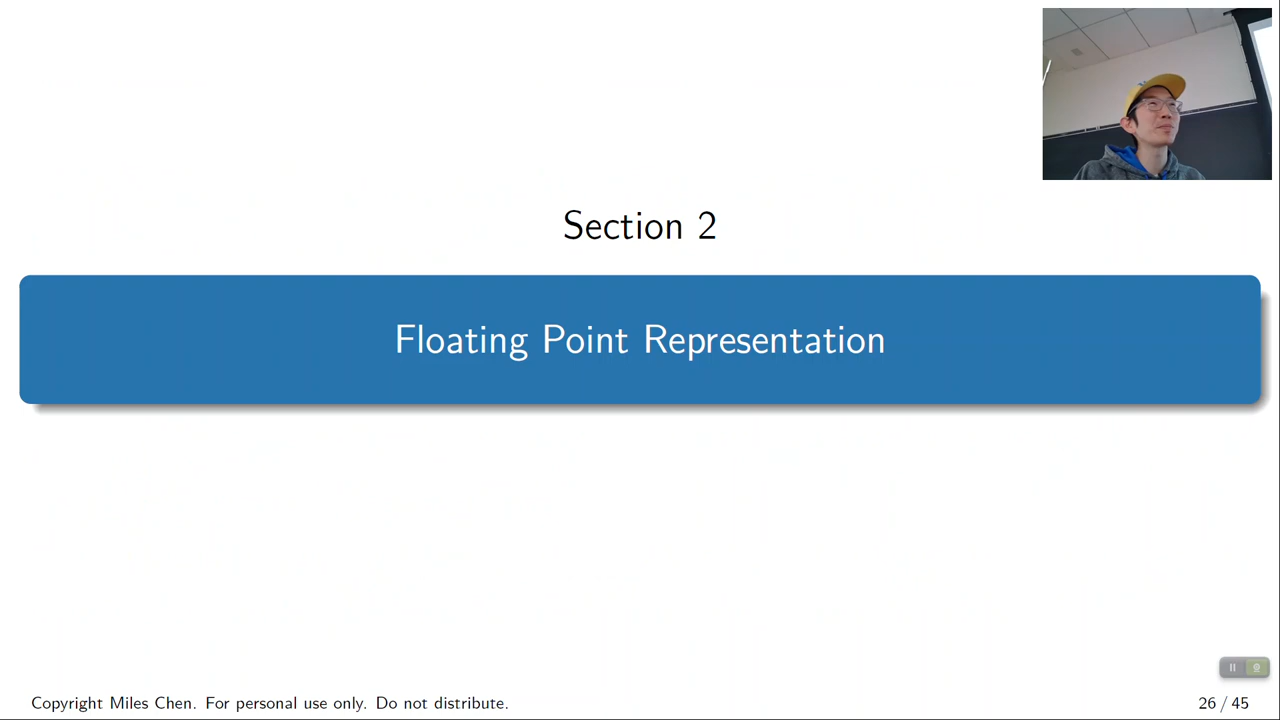 Section 2
Floating Point Representation
Copyright Miles Chen. For personal use only. Do not distribute.
26 / 45